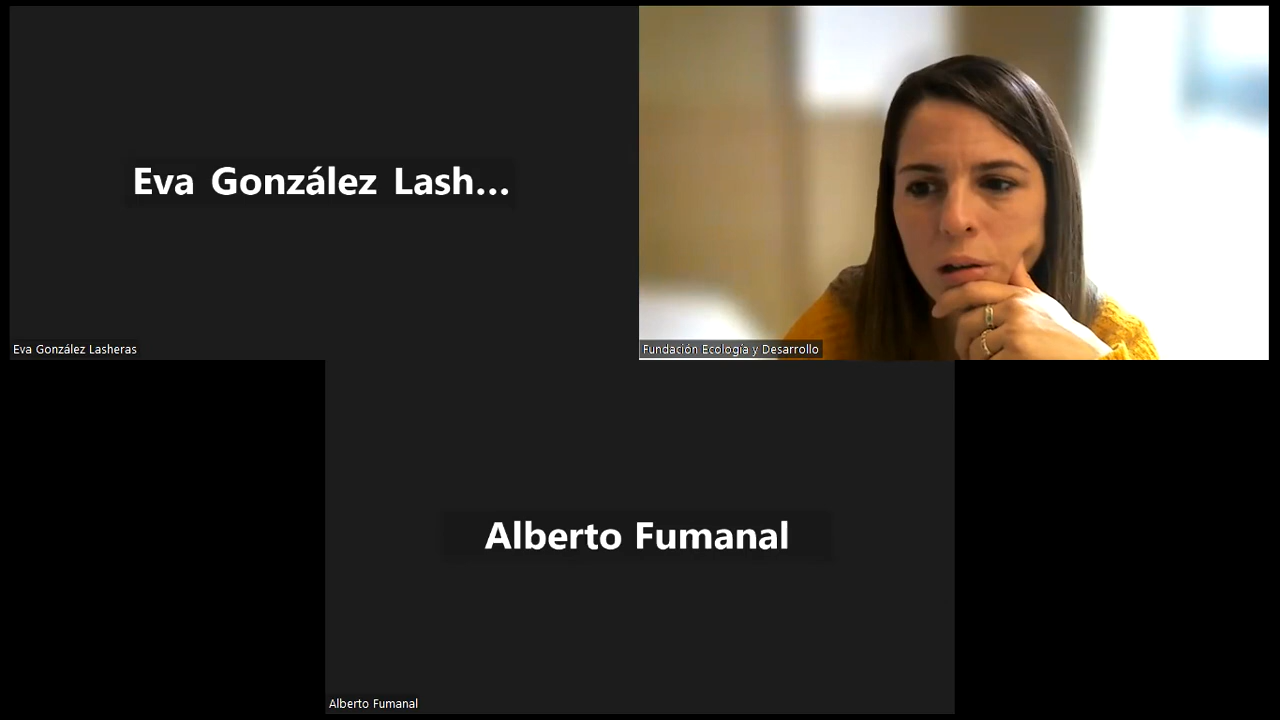 Eva González Lash...
Eva González Lasheras
Fundación Ecología y Desarrollo
Alberto Fumanal
Alberto Fumanal